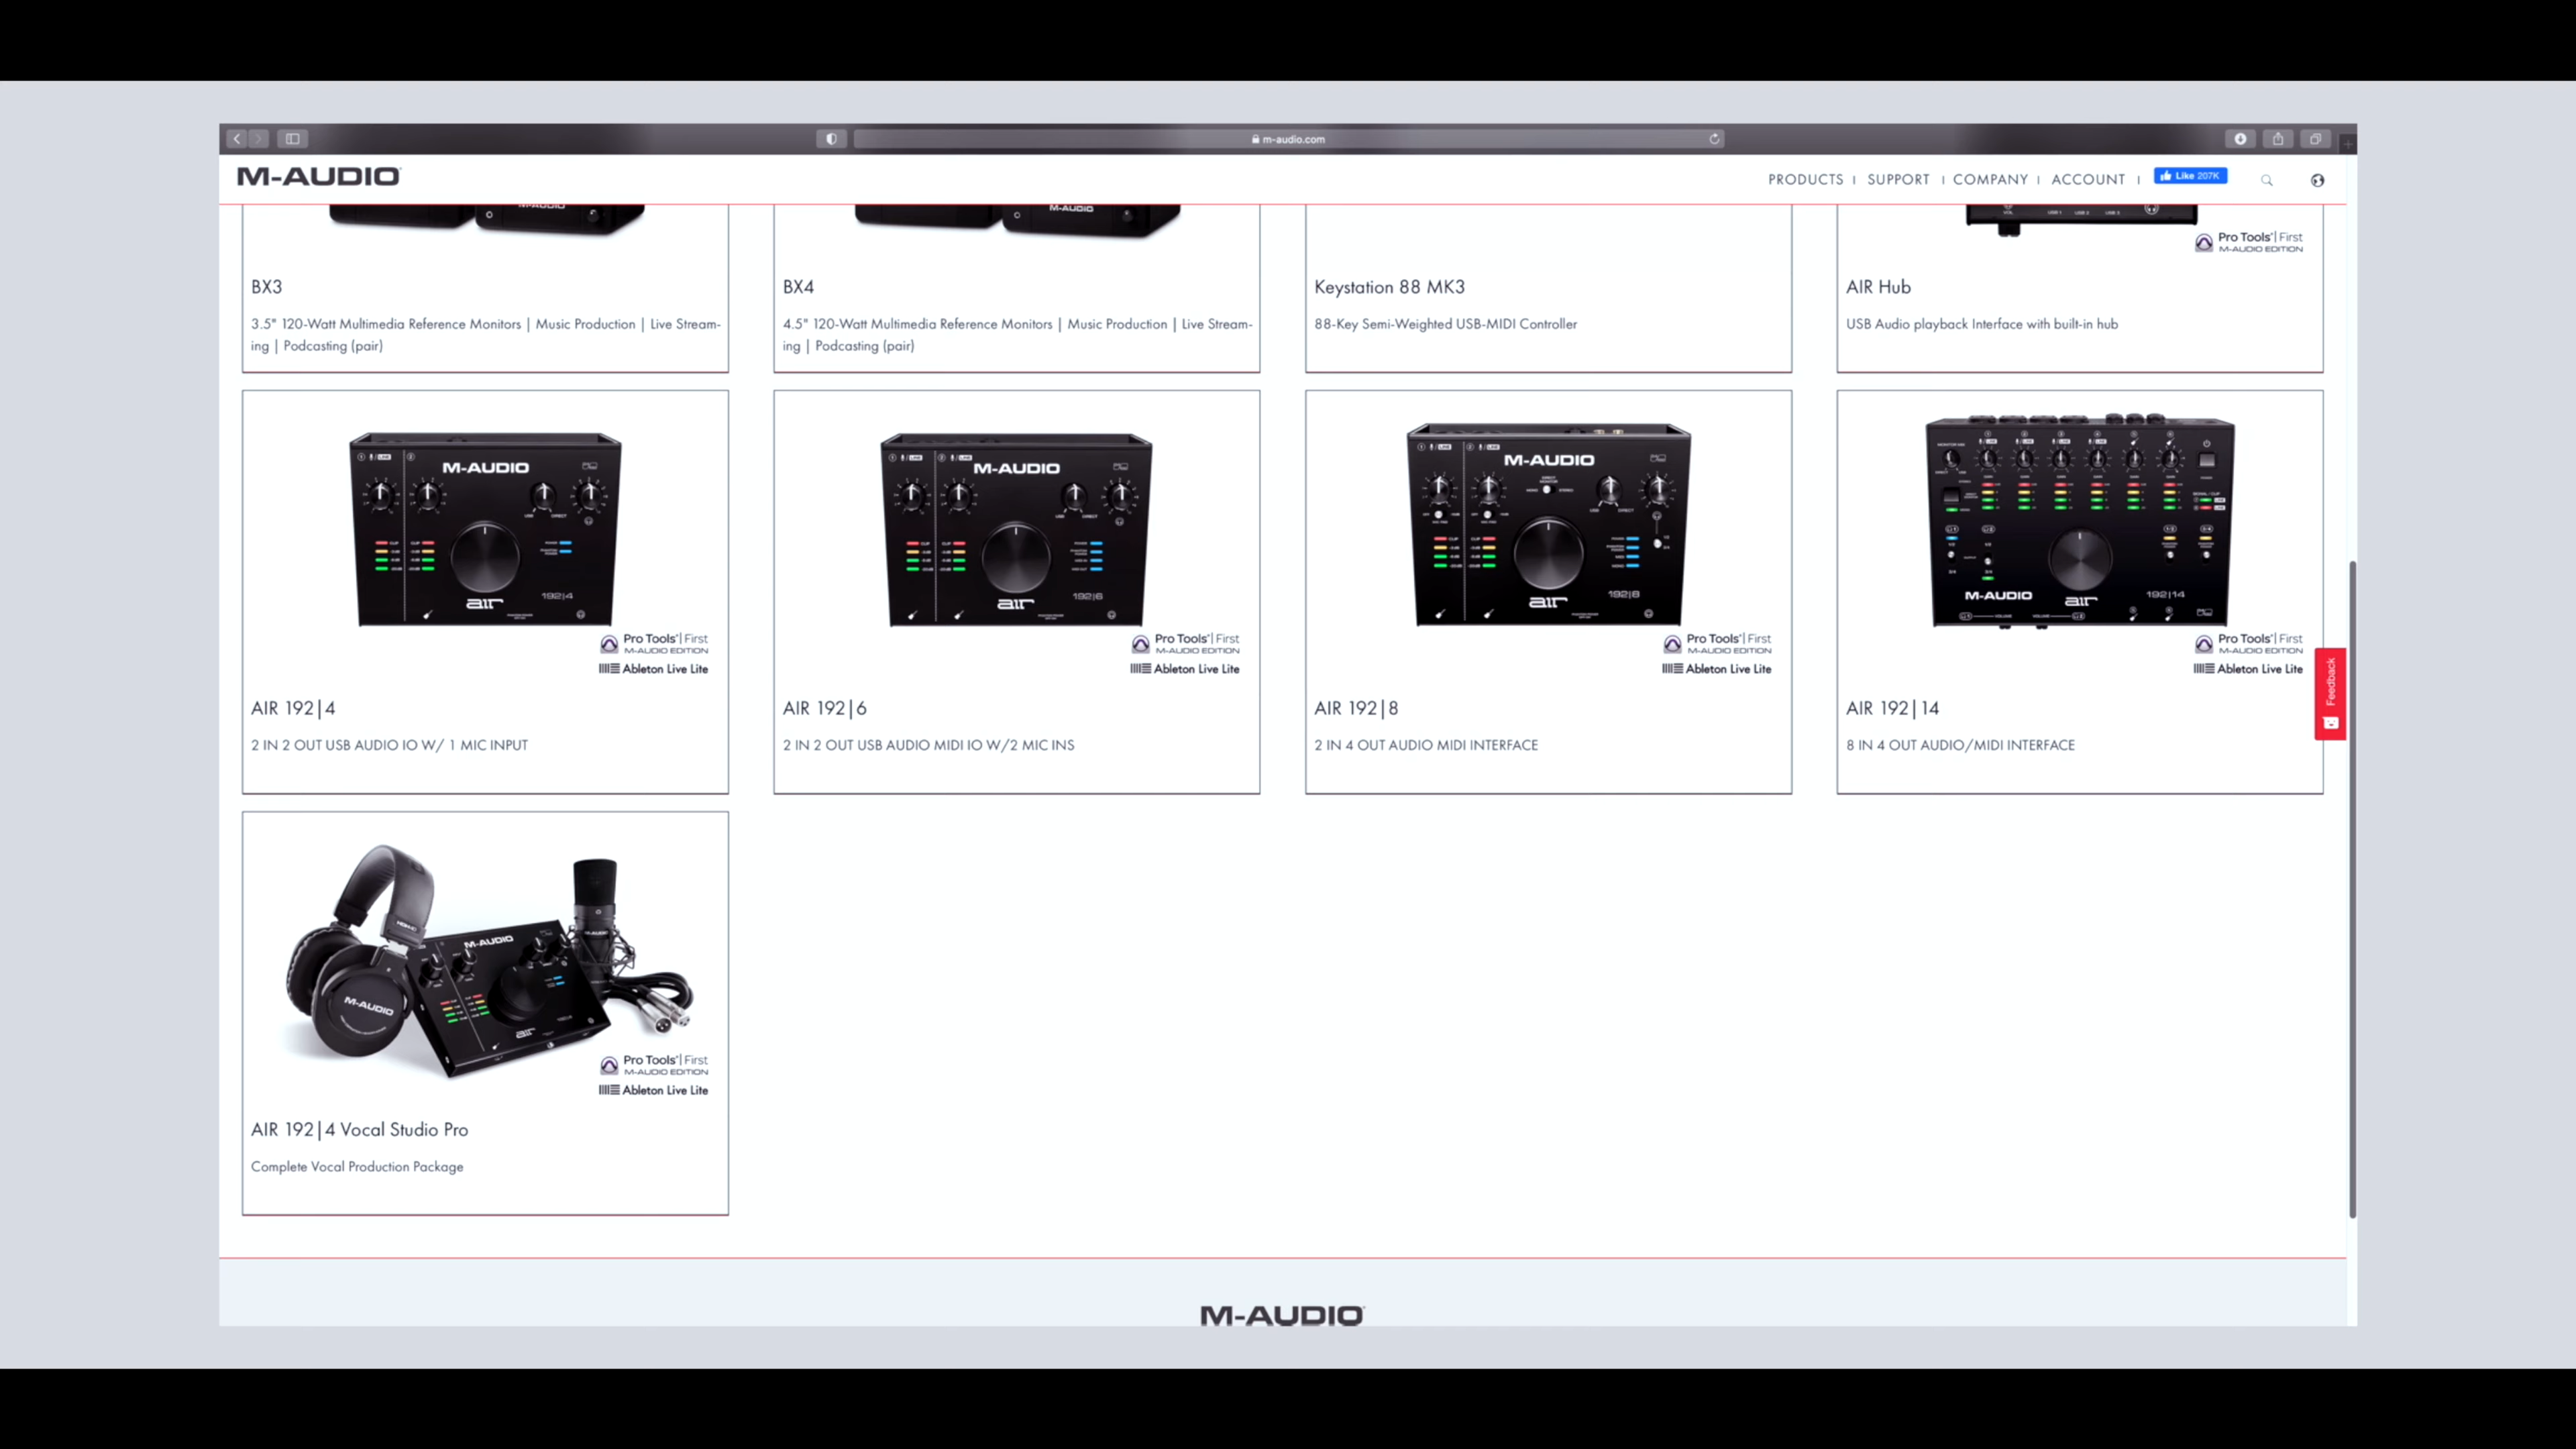 m-audio.com
M-AUDIO
PRODUCTS | SUPPORT | COMPANY | ACCOUNT |
Like 207K
M-AUDIO
Pro Tools | First
M-AUDIO EDITION
BX3
3.5" 120-Watt Multimedia Reference Monitors | Music Production | Live Stream-
ing | Podcasting (pair)
BX4
4.5" 120-Watt Multimedia Reference Monitors | Music Production | Live Stream-
ing | Podcasting (pair)
Keystation 88 MK3
88-Key Semi-Weighted USB-MIDI Controller
AIR Hub
USB Audio playback Interface with built-in hub
M-AUDIO
air
192|4
Pro Tools | First
M-AUDIO EDITION
Ableton Live Lite
AIR 192|4
2 IN 2 OUT USB AUDIO IO W/ 1 MIC INPUT
M-AUDIO
air
192|6
Pro Tools | First
M-AUDIO EDITION
Ableton Live Lite
AIR 192|6
2 IN 2 OUT USB AUDIO MIDI IO W/2 MIC INS
M-AUDIO
air
192|8
Pro Tools | First
M-AUDIO EDITION
Ableton Live Lite
AIR 192|8
2 IN 4 OUT AUDIO MIDI INTERFACE
M-AUDIO
air
192|14
Pro Tools | First
M-AUDIO EDITION
Ableton Live Lite
AIR 192|14
8 IN 4 OUT AUDIO/MIDI INTERFACE
Feedback
M-AUDIO
M-AUDIO
air
Pro Tools | First
M-AUDIO EDITION
Ableton Live Lite
AIR 192|4 Vocal Studio Pro
Complete Vocal Production Package
M-AUDIO